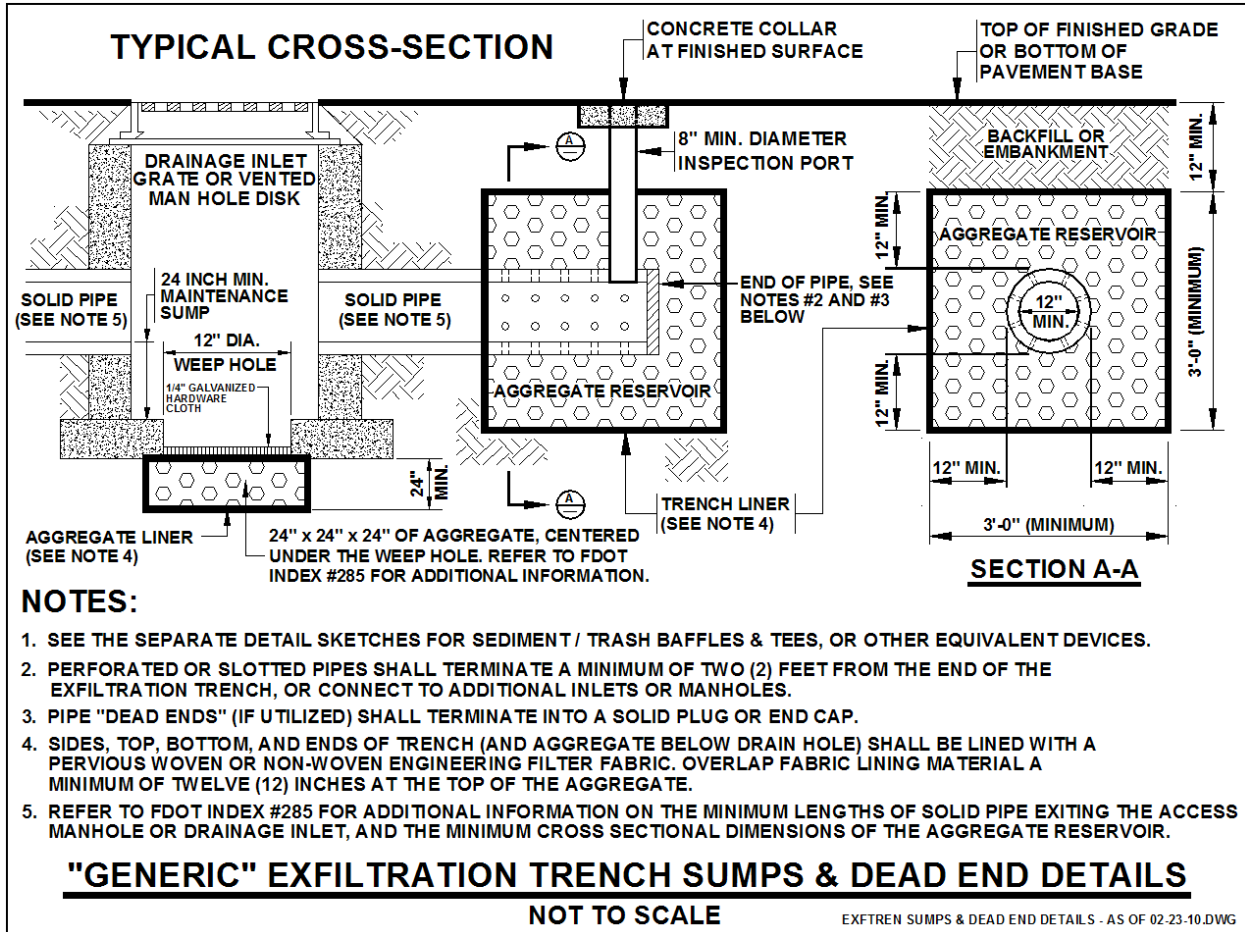 TYPICAL CROSS-SECTION
CONCRETE COLLAR
AT FINISHED SURFACE
TOP OF FINISHED GRADE
OR BOTTOM OF
PAVEMENT BASE
DRAINAGE INLET
GRATE OR VENTED
MAN HOLE DISK
A
8" MIN. DIAMETER
INSPECTION PORT
BACKFILL OR
EMBANKMENT
12" MIN.
12" MIN.
AGGREGATE RESERVOIR
24 INCH MIN.
MAINTENANCE
SUMP
SOLID PIPE
(SEE NOTE 5)
SOLID PIPE
(SEE NOTE 5)
END OF PIPE, SEE
NOTES #2 AND #3
BELOW
12"
MIN.
3'-0" (MINIMUM)
12" DIA.
WEEP HOLE
1/4" GALVANIZED
HARDWARE
CLOTH
AGGREGATE RESERVOIR
12" MIN.
24"
MIN.
12" MIN.
12" MIN.
A
TRENCH LINER
(SEE NOTE 4)
3'-0" (MINIMUM)
AGGREGATE LINER
(SEE NOTE 4)
24" x 24" x 24" OF AGGREGATE, CENTERED
UNDER THE WEEP HOLE. REFER TO FDOT
INDEX #285 FOR ADDITIONAL INFORMATION.
SECTION A-A
NOTES:
1. SEE THE SEPARATE DETAIL SKETCHES FOR SEDIMENT / TRASH BAFFLES & TEES, OR OTHER EQUIVALENT DEVICES.
2. PERFORATED OR SLOTTED PIPES SHALL TERMINATE A MINIMUM OF TWO (2) FEET FROM THE END OF THE
EXFILTRATION TRENCH, OR CONNECT TO ADDITIONAL INLETS OR MANHOLES.
3. PIPE "DEAD ENDS" (IF UTILIZED) SHALL TERMINATE INTO A SOLID PLUG OR END CAP.
4. SIDES, TOP, BOTTOM, AND ENDS OF TRENCH (AND AGGREGATE BELOW DRAIN HOLE) SHALL BE LINED WITH A
PERVIOUS WOVEN OR NON-WOVEN ENGINEERING FILTER FABRIC. OVERLAP FABRIC LINING MATERIAL A
MINIMUM OF TWELVE (12) INCHES AT THE TOP OF THE AGGREGATE.
5. REFER TO FDOT INDEX #285 FOR ADDITIONAL INFORMATION ON THE MINIMUM LENGTHS OF SOLID PIPE EXITING THE ACCESS
MANHOLE OR DRAINAGE INLET, AND THE MINIMUM CROSS SECTIONAL DIMENSIONS OF THE AGGREGATE RESERVOIR.
"GENERIC" EXFILTRATION TRENCH SUMPS & DEAD END DETAILS
NOT TO SCALE
EXFTREN SUMPS & DEAD END DETAILS - AS OF 02-23-10.DWG